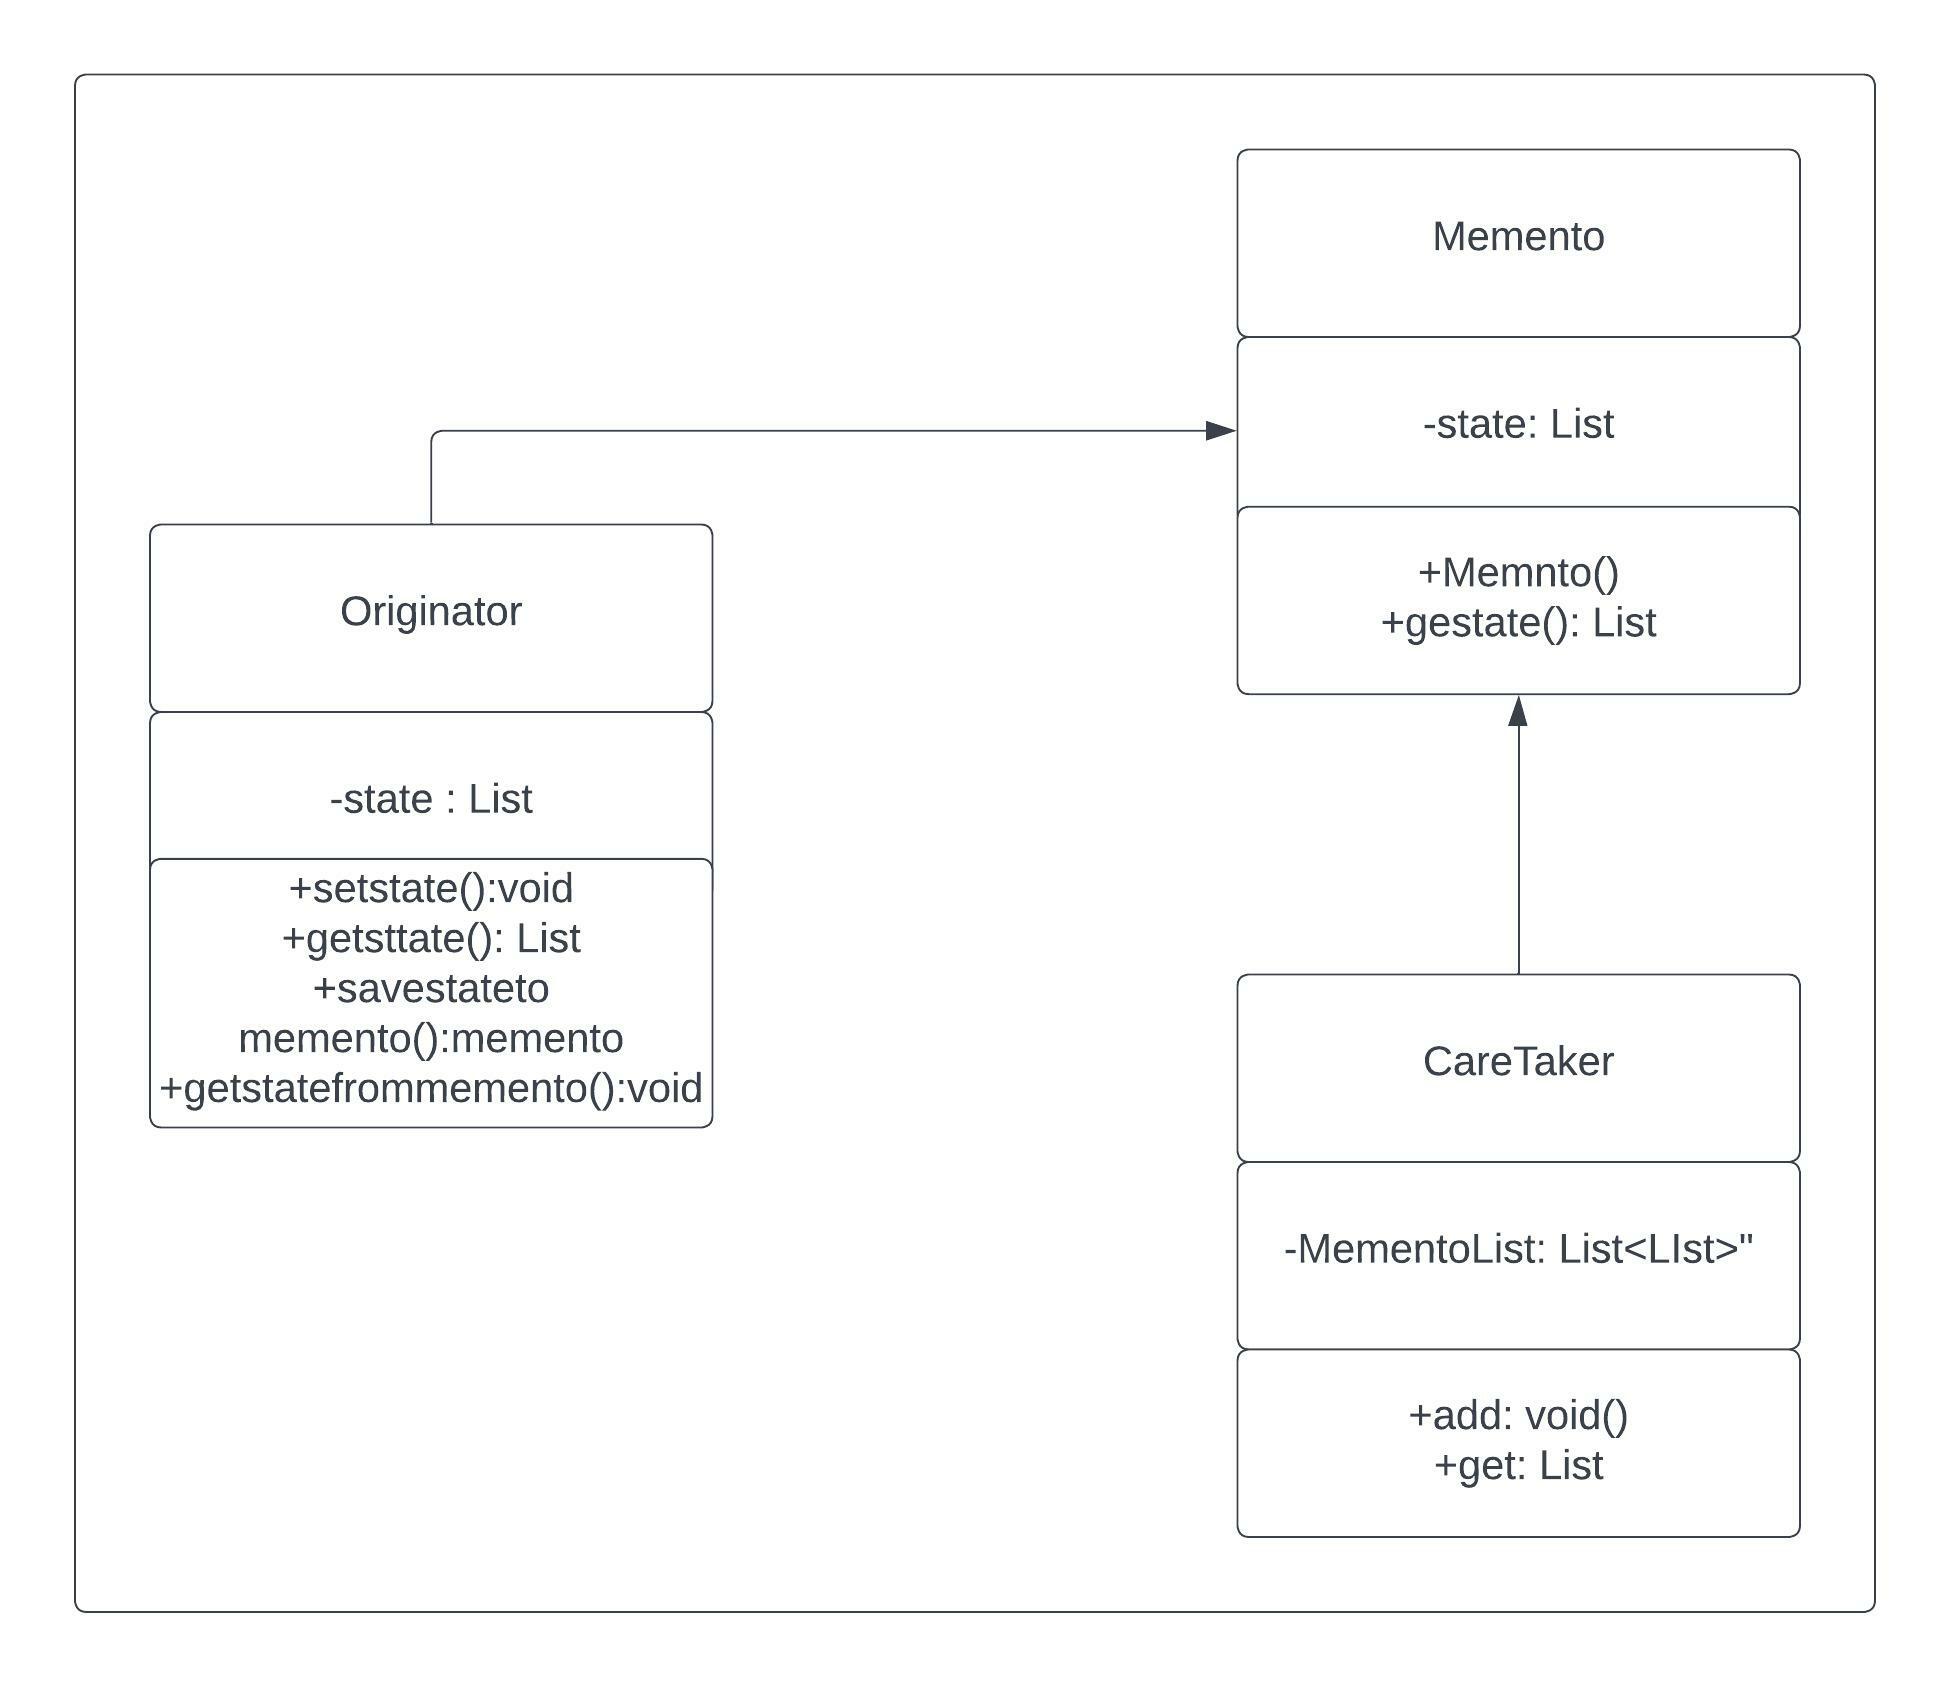 Memento
-state: List
+Memnto()
+gestate(): List
Originator
-state : List
+setstate():void
+getsttate(): List
+savestateto
memento():memento
+getstatefrommemento():void
CareTaker
-MementoList: List<LIst>"
+add: void()
+get: List